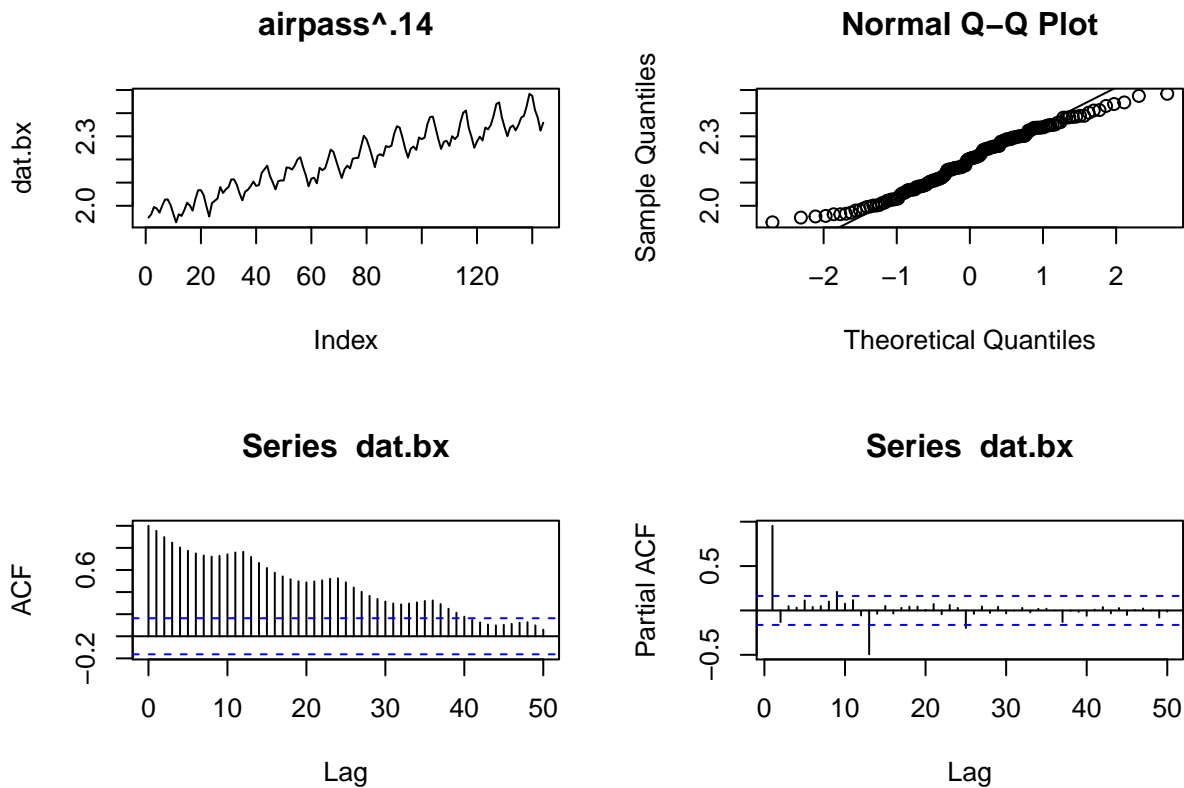 airpass^.14
dat.bx
2.0 2.3
0 20 40 60 80 120
Index
Normal Q−Q Plot
Sample Quantiles
2.0 2.3
−2 −1 0 1 2
Theoretical Quantiles
Series dat.bx
ACF
−0.2 0.6
0 10 20 30 40 50
Lag
Series dat.bx
Partial ACF
−0.5 0.5
0 10 20 30 40 50
Lag